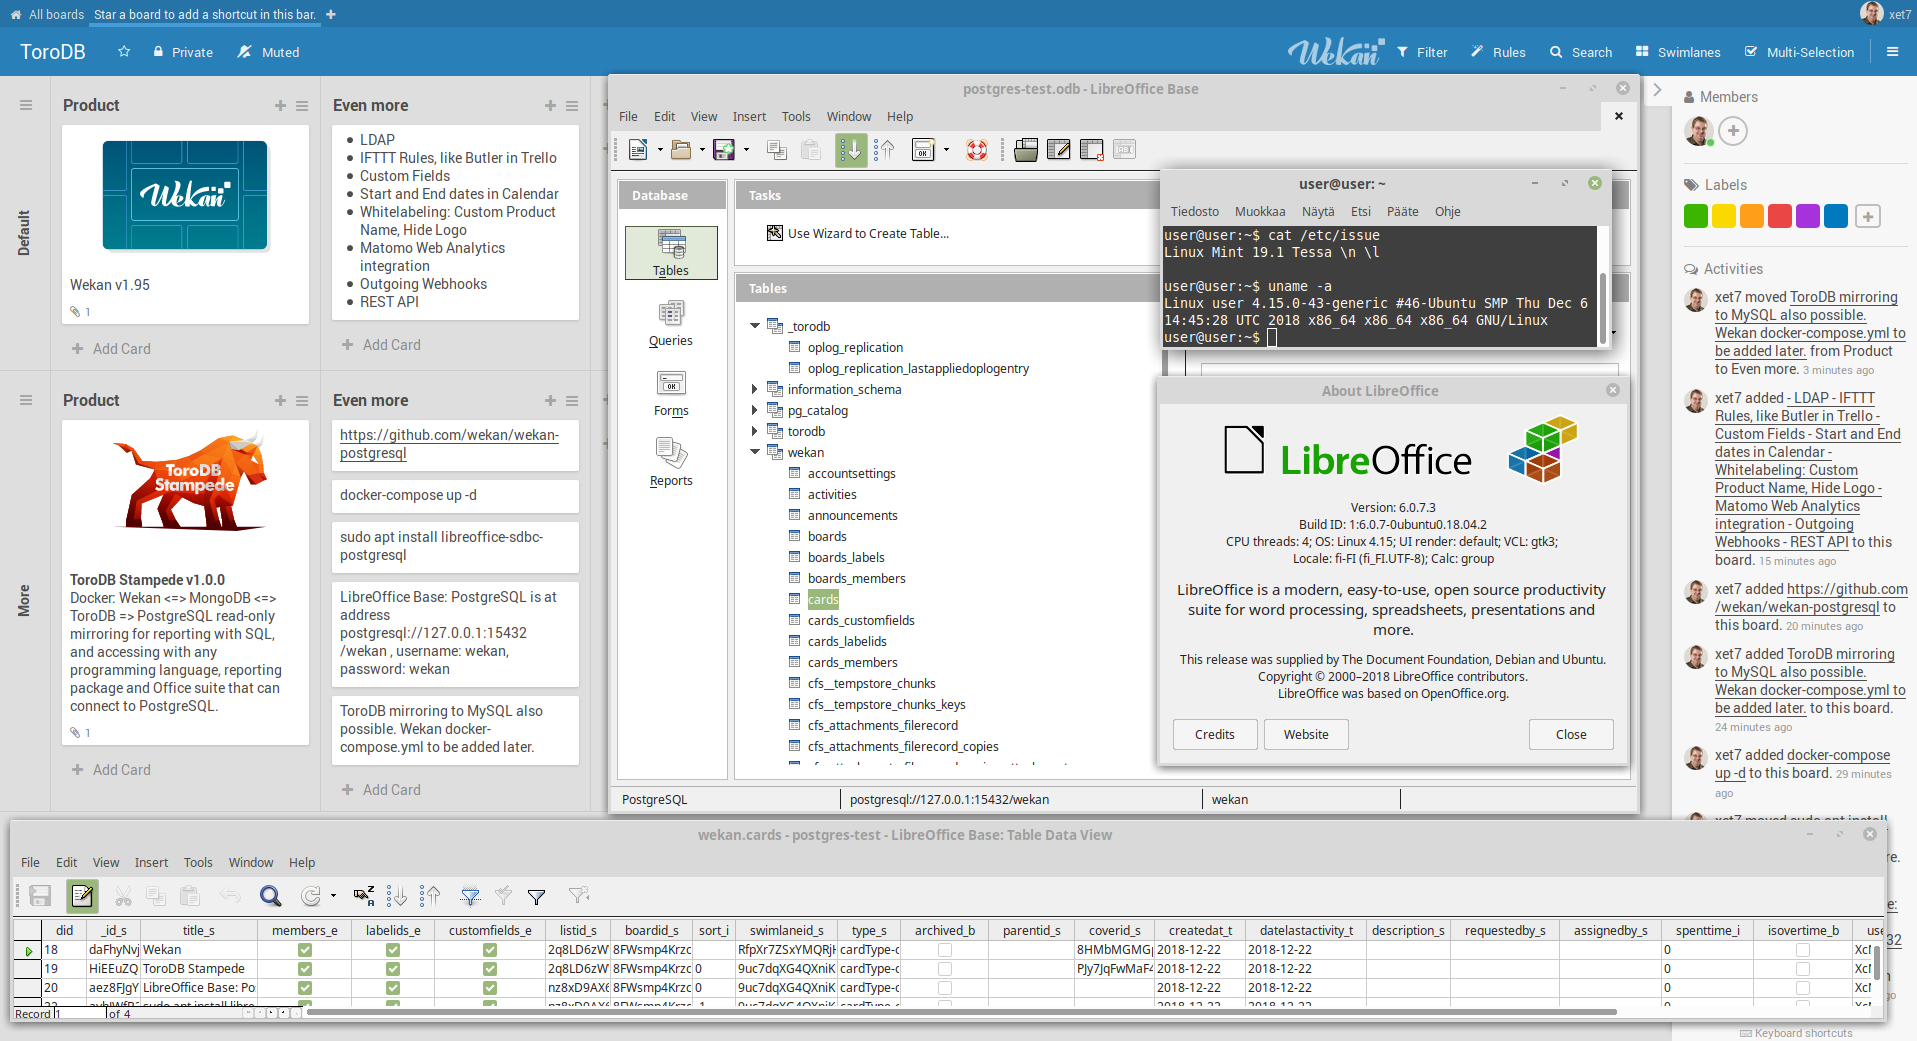 All boards Star a board to add a shortcut in this bar.
xet7
ToroDB Private Muted
Wekan Filter Rules Search Swimlanes Multi-Selection
Default
Product
Wekan
Wekan v1.95
1
Add Card
Even more
LDAP
IFTTT Rules, like Butler in Trello
Custom Fields
Start and End dates in Calendar
Whitelabeling: Custom Product
Name, Hide Logo
Matomo Web Analytics
integration
Outgoing Webhooks
REST API
Add Card
More
Product
ToroDB
Stampede
ToroDB Stampede v1.0.0
Docker: Wekan <=> MongoDB <=>
ToroDB => PostgreSQL read-only
mirroring for reporting with SQL,
and accessing with any
programming language, reporting
package and Office suite that can
connect to PostgreSQL.
1
Add Card
Even more
https://github.com/wekan/wekan-
postgresql
docker-compose up -d
sudo apt install libreoffice-sdbc-
postgresql
LibreOffice Base: PostgreSQL is at
address
postgresql://127.0.0.1:15432
/wekan , username: wekan,
password: wekan
ToroDB mirroring to MySQL also
possible. Wekan docker-
compose.yml to be added later.
Add Card
postgres-test.odb - LibreOffice Base
File Edit View Insert Tools Window Help
Database
Tables
Queries
Forms
Reports
Tasks
Use Wizard to Create Table...
Tables
_torodb
oplog_replication
oplog_replication_lastappliedoplogentry
information_schema
pg_catalog
torodb
wekan
accountsettings
activities
announcements
boards
boards_labels
boards_members
cards
cards_customfields
cards_labelids
cards_members
cfs__tempstore_chunks
cfs__tempstore_chunks_keys
cfs_attachments_filerecord
cfs_attachments_filerecord_copies
PostgreSQL postgresql://127.0.0.1:15432/wekan wekan
user@user: ~
Tiedosto Muokkaa Näytä Etsi Pääte Ohje
user@user:~$ cat /etc/issue
Linux Mint 19.1 Tessa \n \l
user@user:~$ uname -a
Linux user 4.15.0-43-generic #46-Ubuntu SMP Thu Dec 6
14:45:28 UTC 2018 x86_64 x86_64 x86_64 GNU/Linux
user@user:~$
About LibreOffice
LibreOffice
Version: 6.0.7.3
Build ID: 1:6.0.7-0ubuntu0.18.04.2
CPU threads: 4; OS: Linux 4.15; UI render: default; VCL: gtk3;
Locale: fi-FI (fi_FI.UTF-8); Calc: group
LibreOffice is a modern, easy-to-use, open source productivity
suite for word processing, spreadsheets, presentations and
more.
This release was supplied by The Document Foundation, Debian and Ubuntu.
Copyright © 2000–2018 LibreOffice contributors.
LibreOffice was based on OpenOffice.org.
Credits Website Close
Members
Labels
Activities
xet7 moved ToroDB mirroring
to MySQL also possible.
Wekan docker-compose.yml to
be added later. from Product
to Even more. 3 minutes ago
xet7 added - LDAP - IFTTT
Rules, like Butler in Trello -
Custom Fields - Start and End
dates in Calendar -
Whitelabeling: Custom
Product Name, Hide Logo -
Matomo Web Analytics
integration - Outgoing
Webhooks - REST API to this
board. 15 minutes ago
xet7 added https://github.com
/wekan/wekan-postgresql to
this board. 20 minutes ago
xet7 added ToroDB mirroring
to MySQL also possible.
Wekan docker-compose.yml to
be added later. to this board.
24 minutes ago
xet7 added docker-compose
up -d to this board. 29 minutes
ago
xet7 moved sudo apt install
wekan.cards - postgres-test - LibreOffice Base: Table Data View
File Edit View Insert Tools Window Help
did _id_s title_s members_e labelids_e customfields_e listid_s boardid_s sort_i swimlaneid_s type_s archived_b parentid_s coverid_s createdat_t datelastactivity_t description_s requestedby_s assignedby_s spenttime_i isovertime_b use
18 daFhyNvj Wekan 2q8LD6zW 8FWsmp4Krzc RfpXr7ZSxYMQRjH cardType-c 8HMbMGMG 2018-12-22 2018-12-22 0
19 HiEEuZQ ToroDB Stampede 2q8LD6zW 8FWsmp4Krzc 0 9uc7dqXG4QXniK cardType-c PJy7JqFwMaF4 2018-12-22 2018-12-22 0
20 aez8FJgY LibreOffice Base: Po nz8xD9AX6 8FWsmp4Krzc 0 9uc7dqXG4QXniK cardType-c 2018-12-22 2018-12-22 0
Record 1 of 4
Keyboard shortcuts